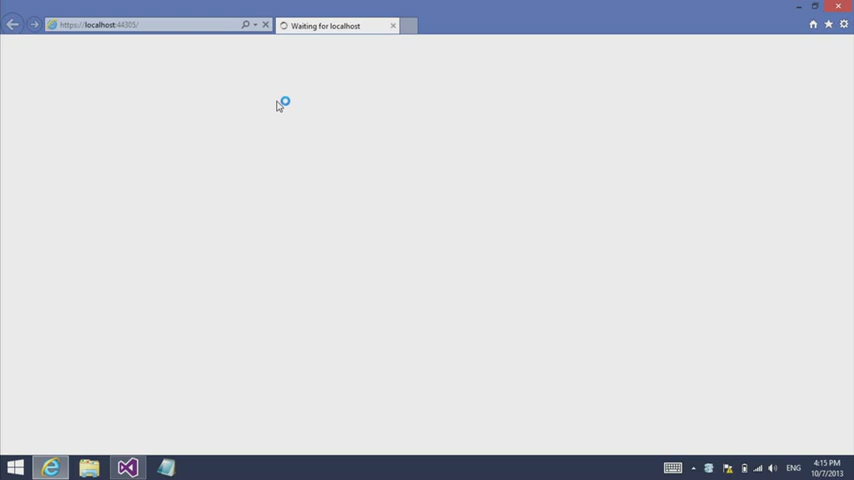 https://localhost:44305/
Waiting for localhost
ENG
4:15 PM
10/7/2013